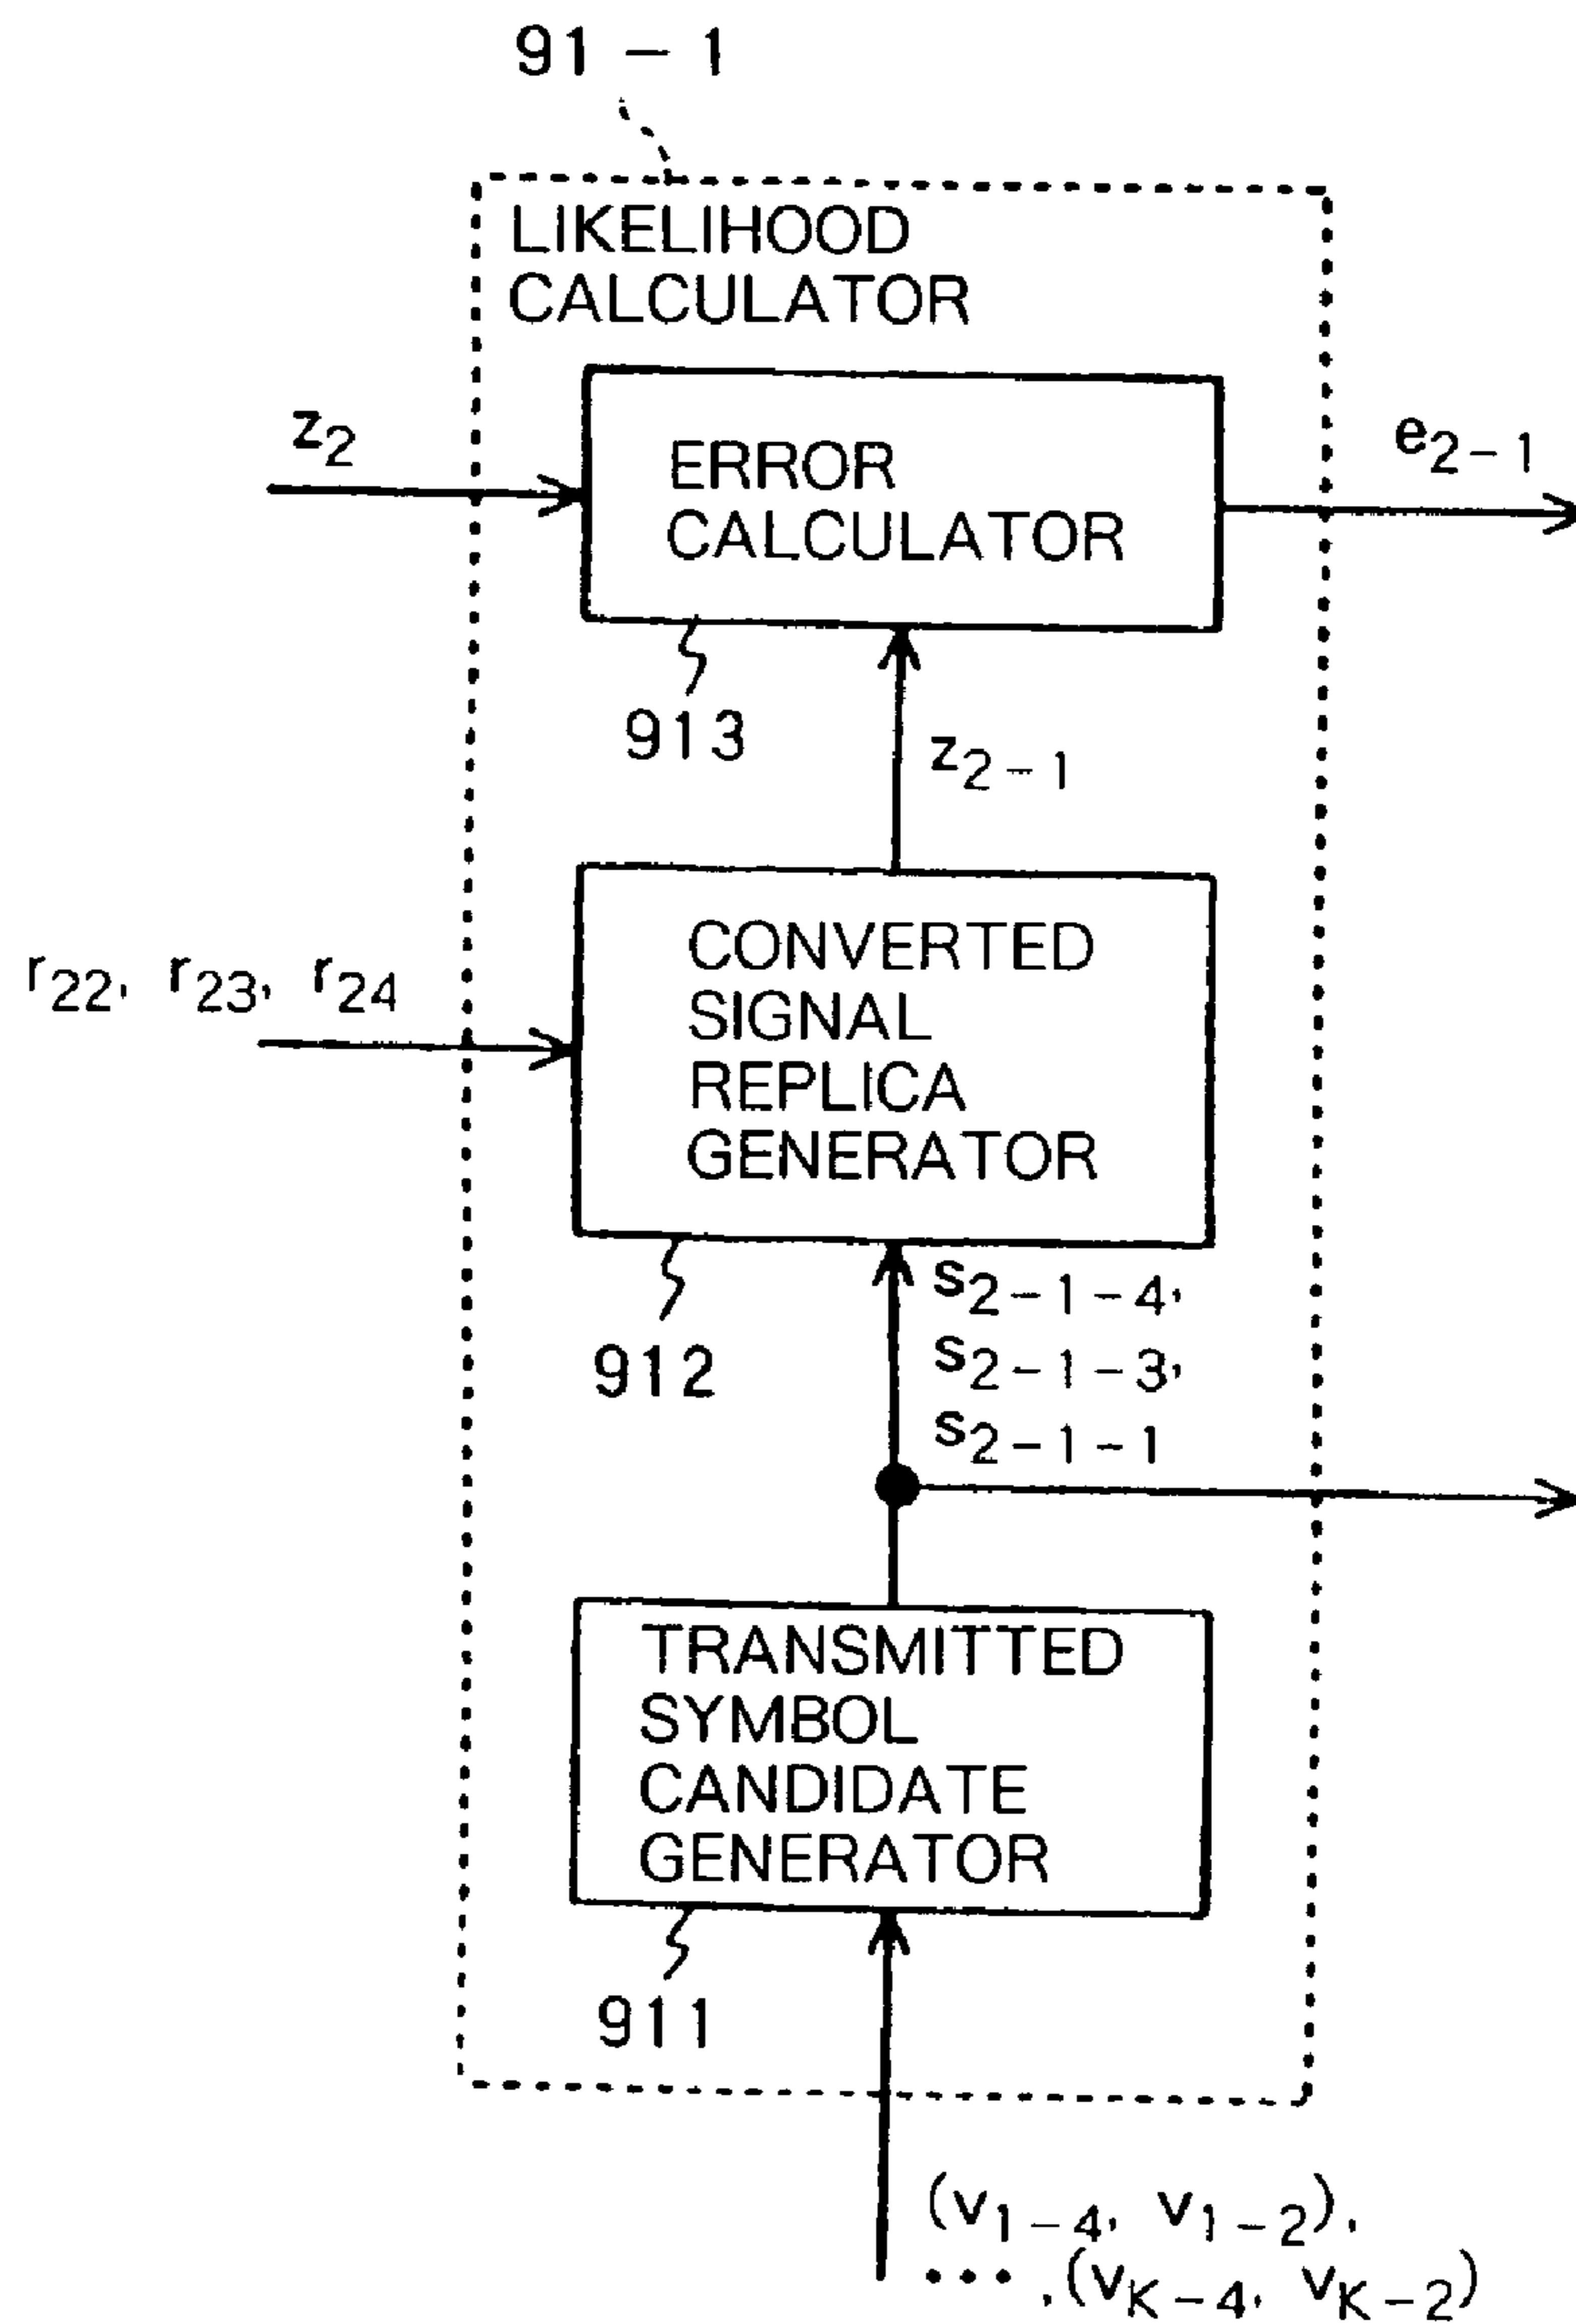 91-1
LIKELIHOOD
CALCULATOR
z2
ERROR
CALCULATOR
e2-1
913
z2-1
r22, r23, r24
CONVERTED
SIGNAL
REPLICA
GENERATOR
912
s2-1-4,
s2-1-3,
s2-1-1
TRANSMITTED
SYMBOL
CANDIDATE
GENERATOR
911
(v1-4, v1-2),
··· ,(vK-4, vK-2)